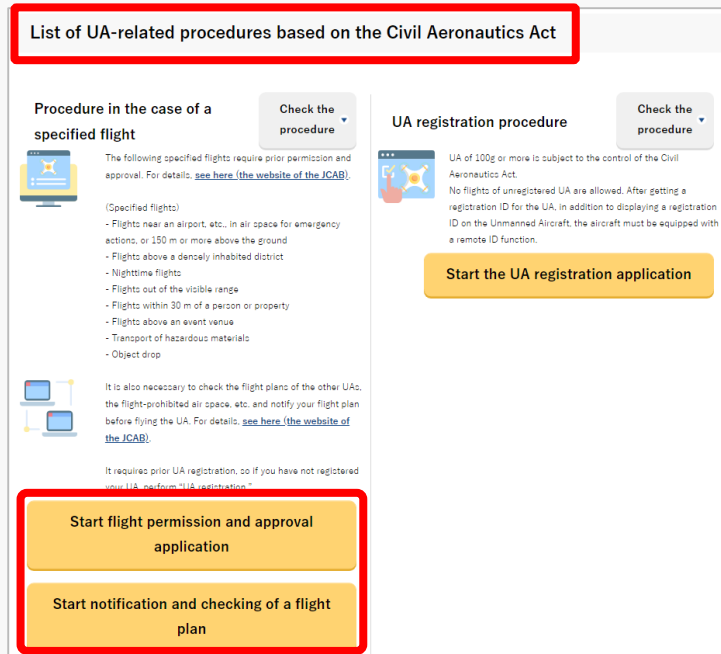 List of UA-related procedures based on the Civil Aeronautics Act
Procedure in the case of a
specified flight
Check the
procedure
The following specified flights require prior permission and
approval. For details, see here (the website of the JCAB).
(Specified flights)
- Flights near an airport, etc., in air space for emergency
actions, or 150 m or more above the ground
- Flights above a densely inhabited district
- Nighttime flights
- Flights out of the visible range
- Flights within 30 m of a person or property
- Flights above an event venue
- Transport of hazardous materials
- Object drop
It is also necessary to check the flight plans of the other UAs,
the flight-prohibited air space, etc. and notify your flight plan
before flying the UA. For details, see here (the website of
the JCAB).
It requires prior UA registration, so if you have not registered
your UA, perform "UA registration."
Start flight permission and approval
application
Start notification and checking of a flight
plan
UA registration procedure
Check the
procedure
UA of 100g or more is subject to the control of the Civil
Aeronautics Act.
No flights of unregistered UA are allowed. After getting a
registration ID for the UA, in addition to displaying a registration
ID on the Unmanned Aircraft, the aircraft must be equipped with
a remote ID function.
Start the UA registration application